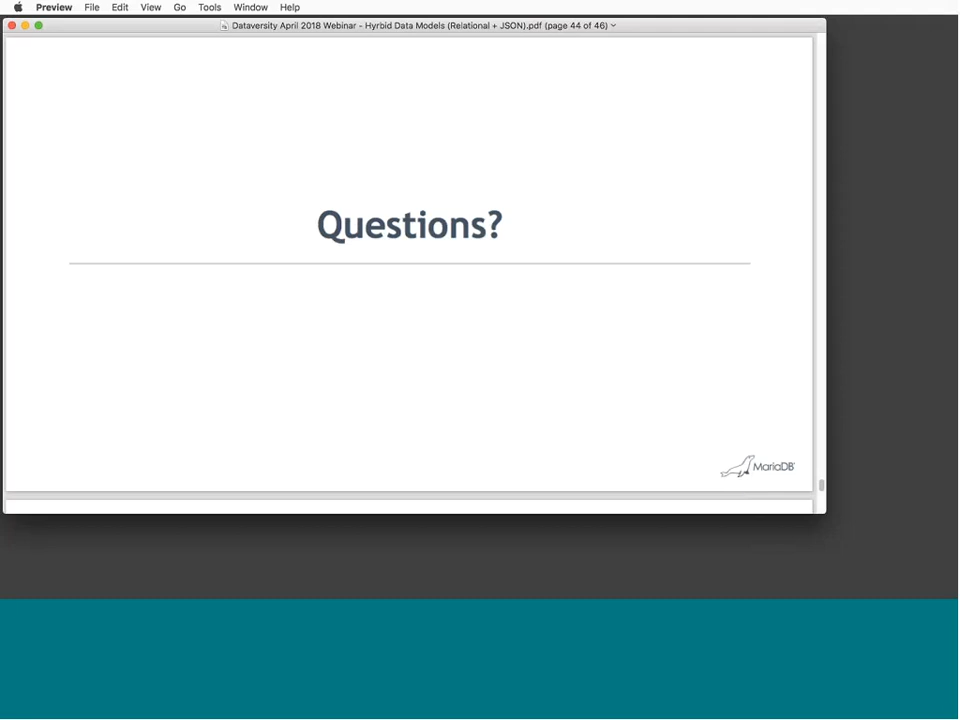 Preview File Edit View Go Tools Window Help
Dataversity April 2018 Webinar - Hyrbid Data Models (Relational + JSON).pdf (page 44 of 46)
Questions?
MariaDB